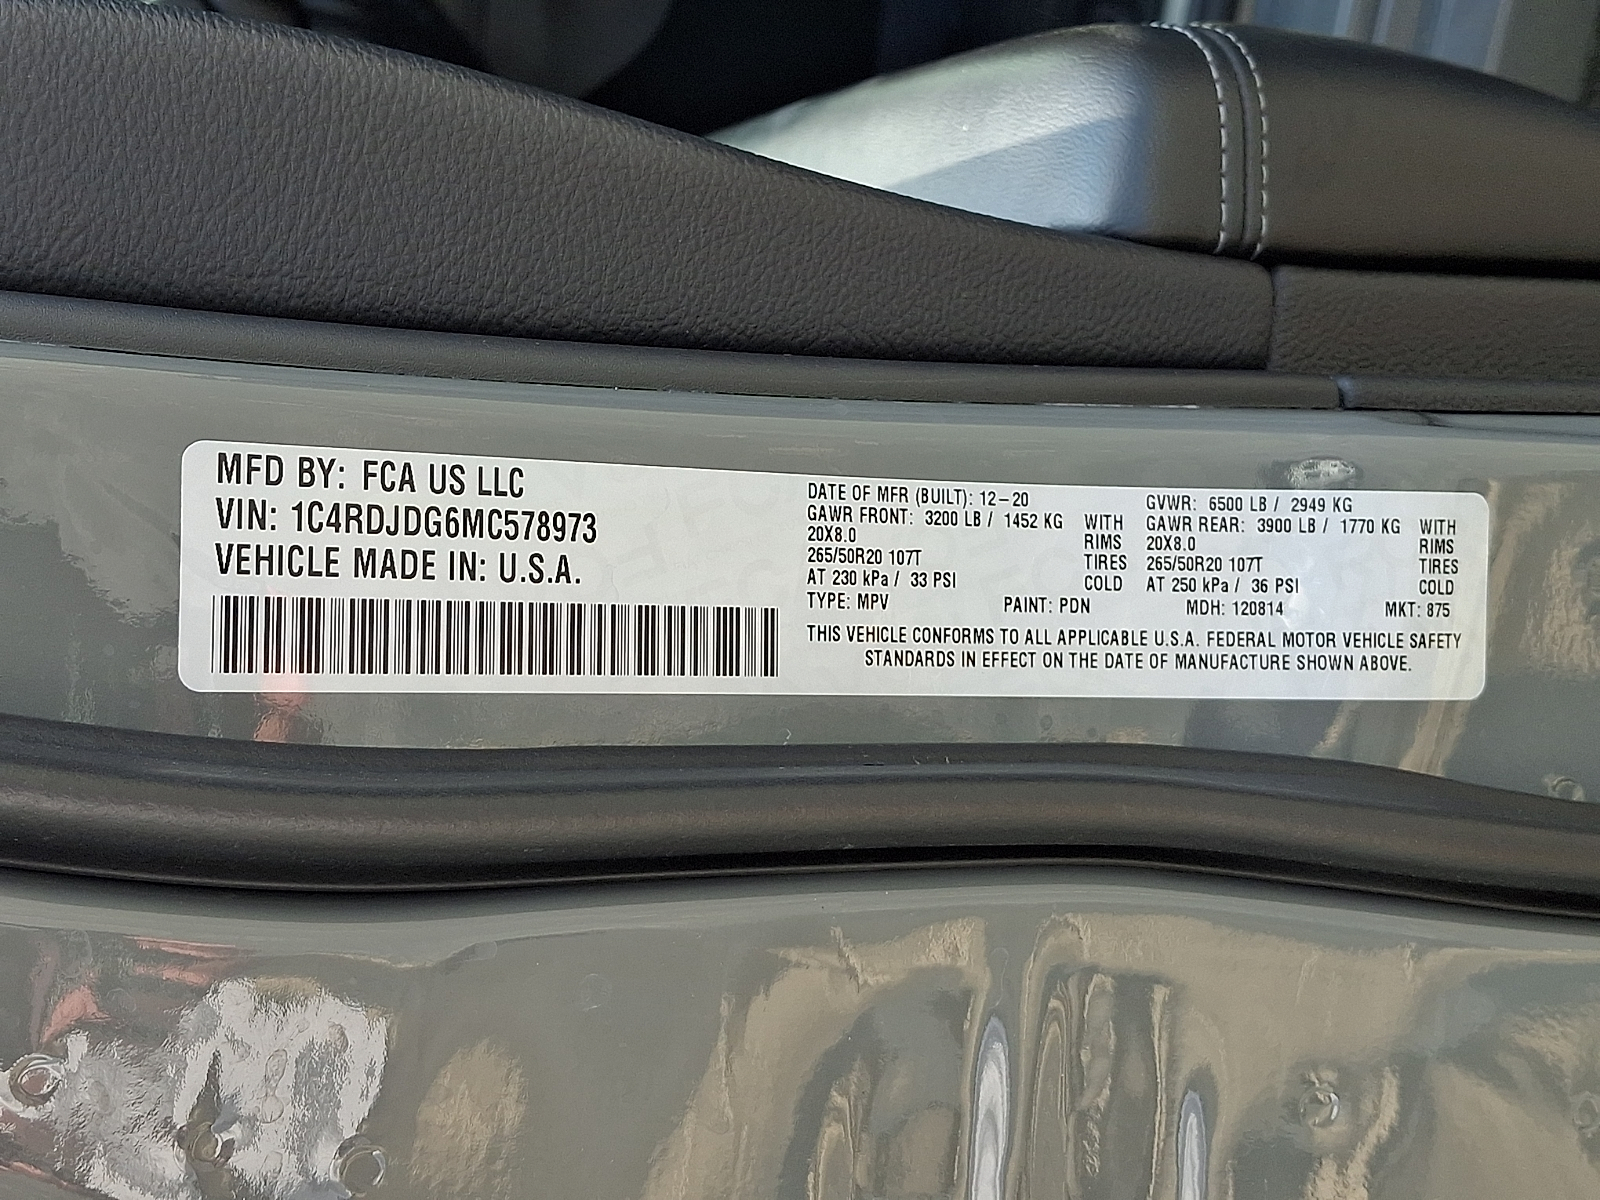 MFD BY: FCA US LLC
VIN: 1C4RDJDG6MC578973
VEHICLE MADE IN: U.S.A.
DATE OF MFR (BUILT): 12-20
GAWR FRONT: 3200 LB / 1452 KG WITH
20X8.0 RIMS
265/50R20 107T TIRES
AT 230 kPa / 33 PSI COLD
GVWR: 6500 LB / 2949 KG
GAWR REAR: 3900 LB / 1770 KG WITH
20X8.0 RIMS
265/50R20 107T TIRES
AT 250 kPa / 36 PSI COLD
TYPE: MPV PAINT: PDN MDH: 120814 MKT: 875
THIS VEHICLE CONFORMS TO ALL APPLICABLE U.S.A. FEDERAL MOTOR VEHICLE SAFETY
STANDARDS IN EFFECT ON THE DATE OF MANUFACTURE SHOWN ABOVE.